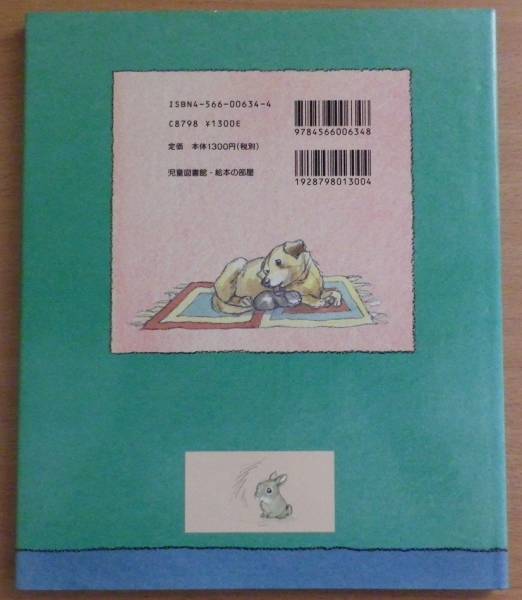 ISBN4-566-00634-4
C8798 ¥1300E
定価 本体1300円(税別)
児童図書館・絵本の部屋
9784566006348
1928798013004